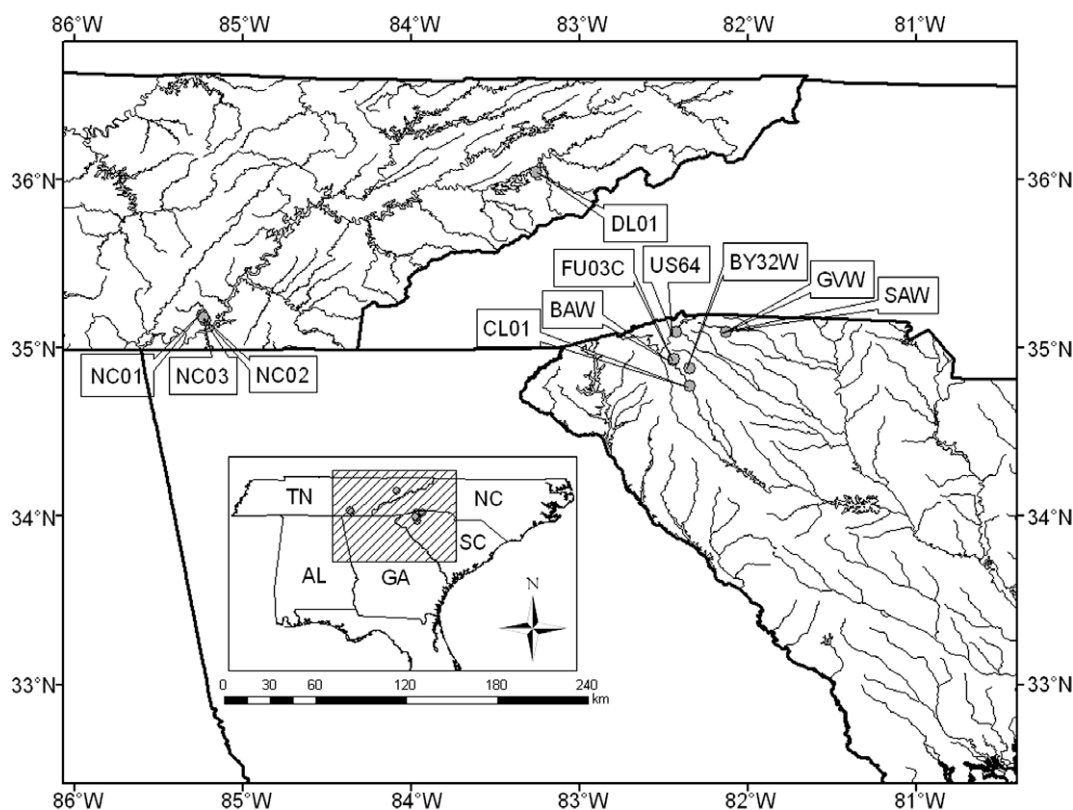 86°W 85°W 84°W 83°W 82°W 81°W
36°N 36°N
DL01
FU03C US64 BY32W GVW SAW
BAW
CL01
35°N 35°N
NC01 NC03 NC02
34°N 34°N
TN NC
SC
AL GA
N
33°N 33°N
0 30 60 120 180 240
km
86°W 85°W 84°W 83°W 82°W 81°W